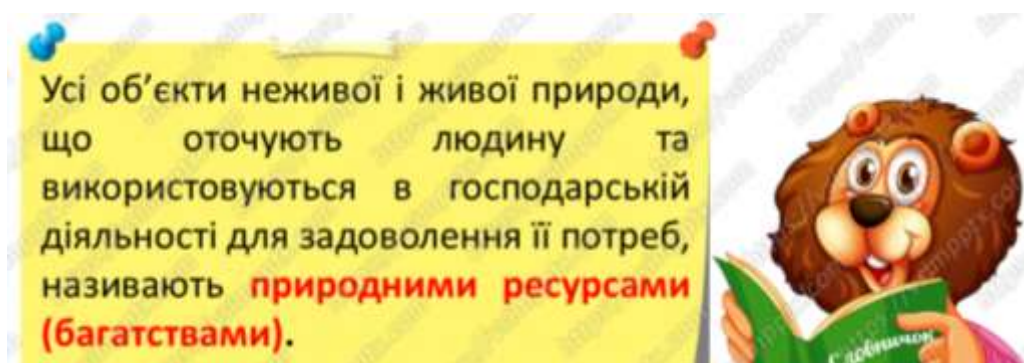 Усі об’єкти неживої і живої природи,
що оточують людину та
використовуються в господарській
діяльності для задоволення її потреб,
називають природними ресурсами
(багатствами).
Словничок